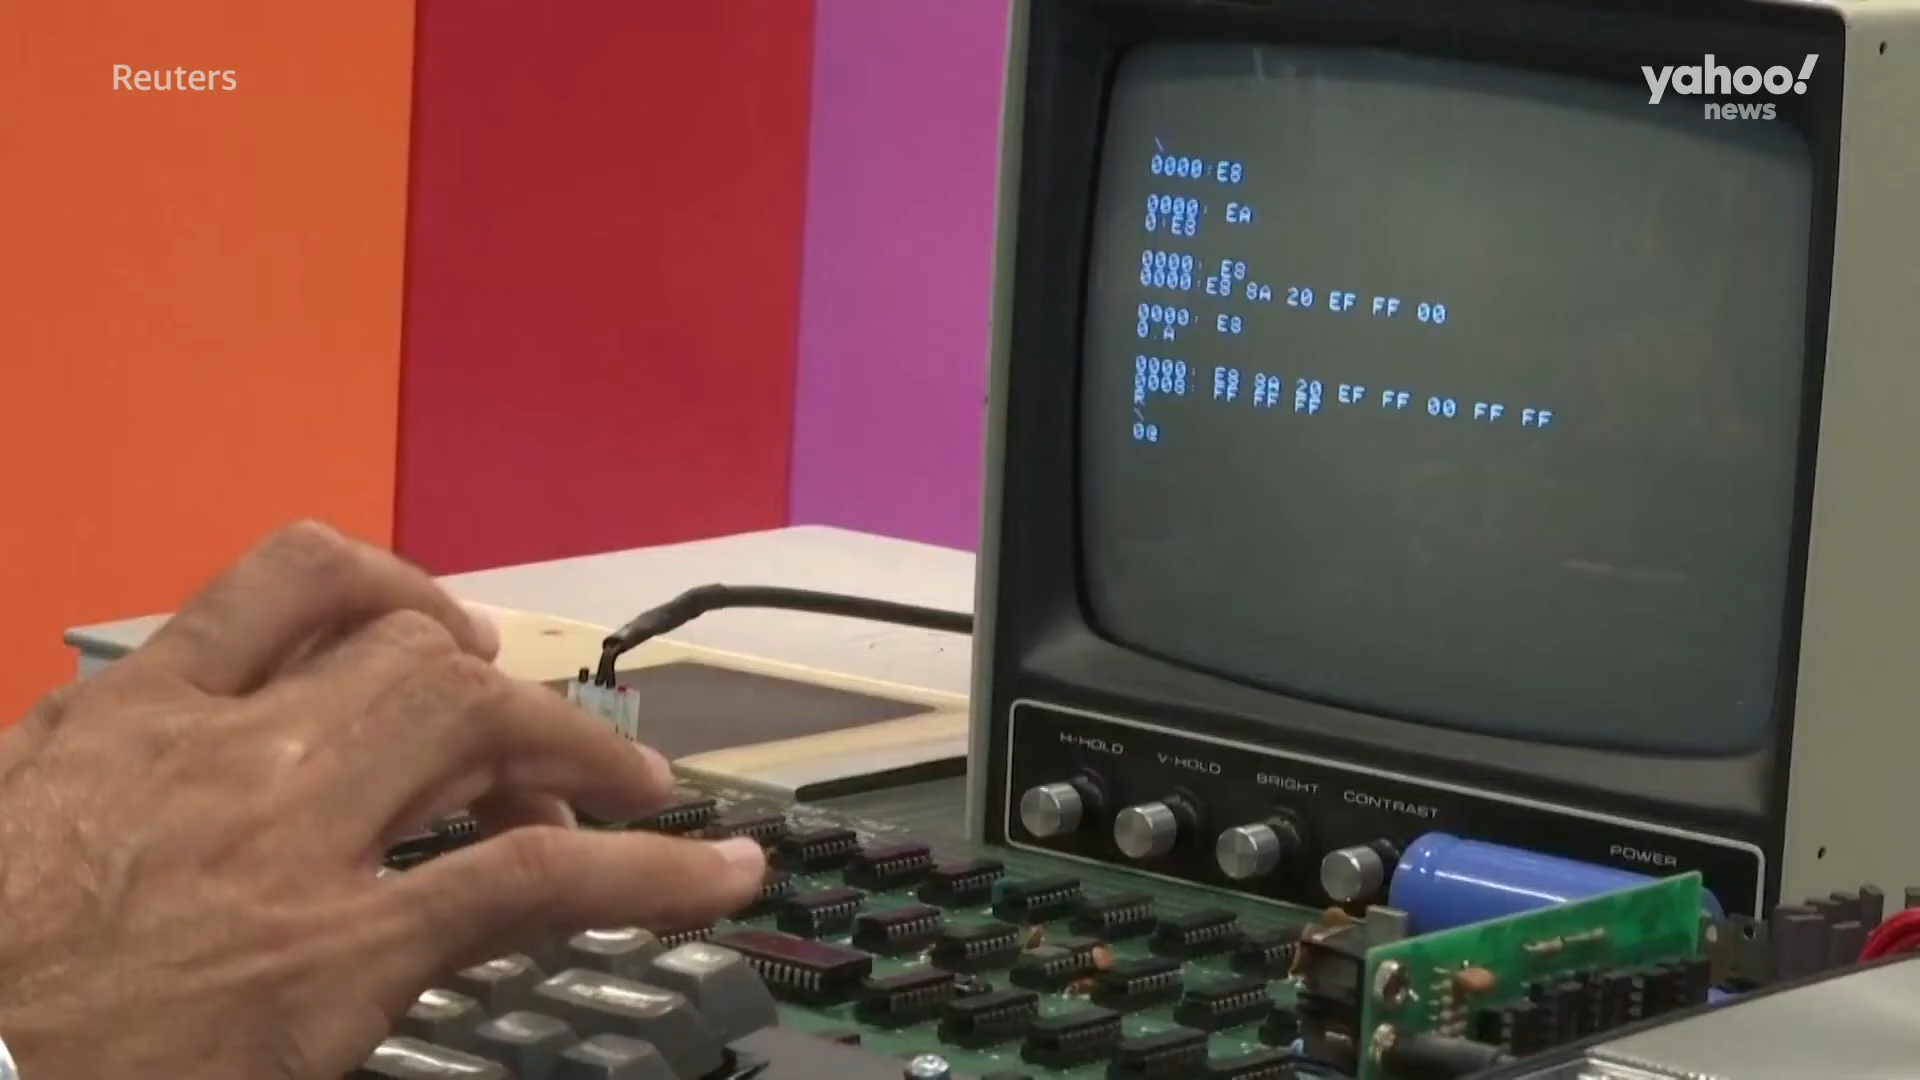 Reuters
yahoo!
news
\
0000:E8
0000: EA
0:E8
0000: E8
0000:E8 8A 20 EF FF 00
0000: E8
0.A
0000: E8 8A 20 EF FF 00 FF FF
0008: FF FF FF
R
\
0@
H-HOLD
V-HOLD
BRIGHT
CONTRAST
POWER